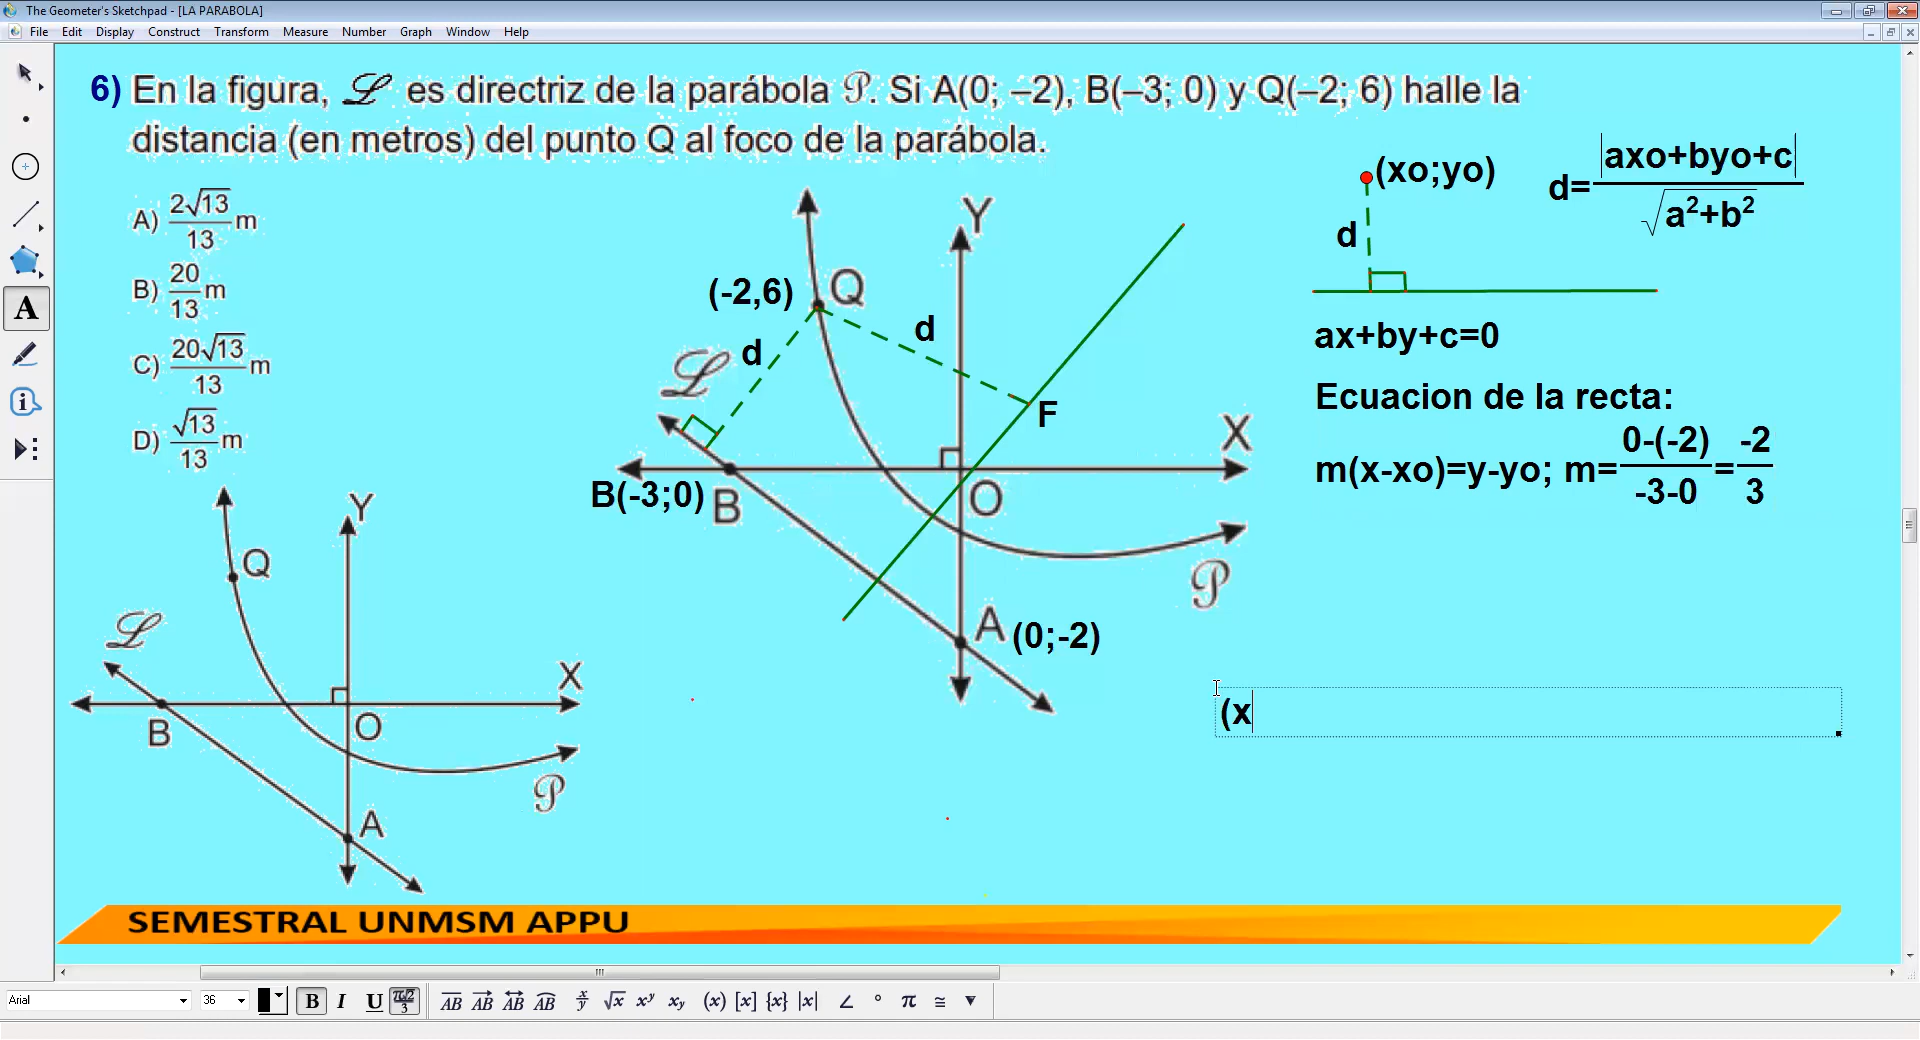 The Geometer's Sketchpad - [LA PARABOLA]
File Edit Display Construct Transform Measure Number Graph Window Help
6) En la figura, ℒ es directriz de la parábola 𝒫. Si A(0; –2), B(–3; 0) y Q(–2; 6) halle la
distancia (en metros) del punto Q al foco de la parábola.
A) 2√13/13 m
B) 20/13 m
C) 20√13/13 m
D) √13/13 m
Y
Q
ℒ
X
B
O
𝒫
A
Y
(-2,6) Q
d
d
ℒ
F
X
B(-3;0) B
O
𝒫
A (0;-2)
(xo;yo)
d=|axo+byo+c|/√a²+b²
d
ax+by+c=0
Ecuacion de la recta:
m(x-xo)=y-yo; m=0-(-2)/-3-0=-2/3
(x
SEMESTRAL UNMSM APPU
Arial 36 B I U